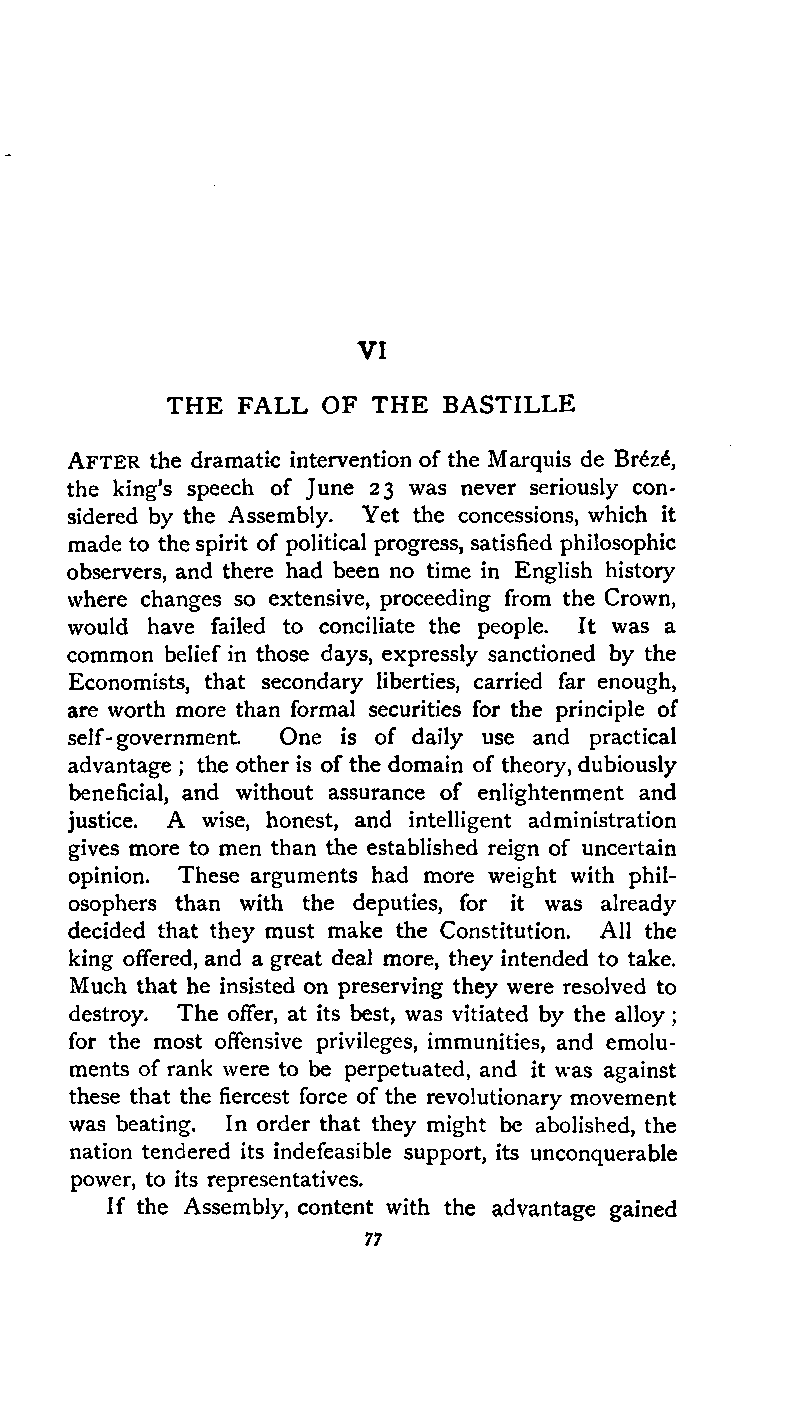 VI
THE FALL OF THE BASTILLE
AFTER the dramatic intervention of the Marquis de Brézé,
the king's speech of June 23 was never seriously con-
sidered by the Assembly. Yet the concessions, which it
made to the spirit of political progress, satisfied philosophic
observers, and there had been no time in English history
where changes so extensive, proceeding from the Crown,
would have failed to conciliate the people. It was a
common belief in those days, expressly sanctioned by the
Economists, that secondary liberties, carried far enough,
are worth more than formal securities for the principle of
self-government. One is of daily use and practical
advantage ; the other is of the domain of theory, dubiously
beneficial, and without assurance of enlightenment and
justice. A wise, honest, and intelligent administration
gives more to men than the established reign of uncertain
opinion. These arguments had more weight with phil-
osophers than with the deputies, for it was already
decided that they must make the Constitution. All the
king offered, and a great deal more, they intended to take.
Much that he insisted on preserving they were resolved to
destroy. The offer, at its best, was vitiated by the alloy ;
for the most offensive privileges, immunities, and emolu-
ments of rank were to be perpetuated, and it was against
these that the fiercest force of the revolutionary movement
was beating. In order that they might be abolished, the
nation tendered its indefeasible support, its unconquerable
power, to its representatives.
If the Assembly, content with the advantage gained
77